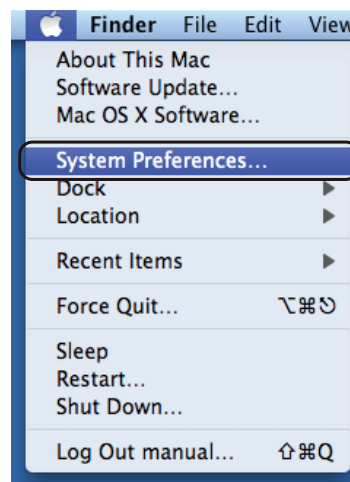 Finder File Edit View
About This Mac
Software Update...
Mac OS X Software...
System Preferences...
Dock
Location
Recent Items
Force Quit... ⌥⌘⎋
Sleep
Restart...
Shut Down...
Log Out manual... ⇧⌘Q